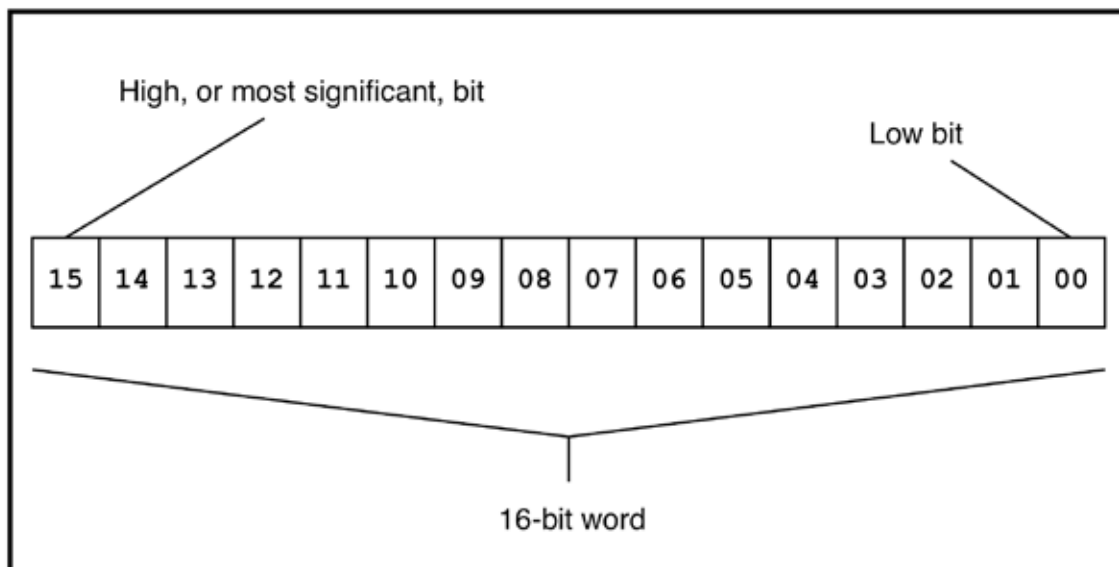 High, or most significant, bit
Low bit
15 14 13 12 11 10 09 08 07 06 05 04 03 02 01 00
16-bit word